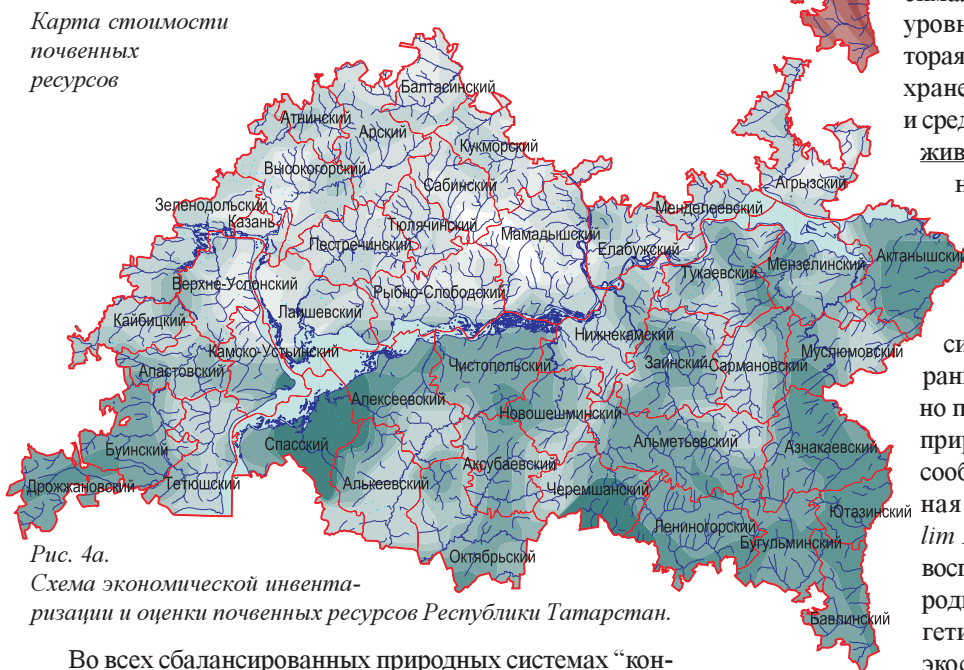 Карта стоимости
почвенных
ресурсов
Балтасинский
Атнинский
Арский
Кукморский
Высокогорский
Сабинский
Агрызский
Зеленодольский
Казань
Менделеевский
Тюлячинский
Пестречинский
Мамадышский
Елабужский
Тукаевский
Мензелинский
Актанышский
Верхне-Услонский
Рыбно-Слободский
Лаишевский
Кайбицкий
Нижнекамский
Камско-Устьинский
Муслюмовский
Апастовский
Чистопольский
Заинский
Сармановский
Алексеевский
Новошешминский
Спасский
Альметьевский
Азнакаевский
Буинский
Аксубаевский
Дрожжановский
Тетюшский
Алькеевский
Черемшанский
Ютазинский
Лениногорский
Бугульминский
Октябрьский
Бавлинский
Рис. 4а.
Схема экономической инвента-
ризации и оценки почвенных ресурсов Республики Татарстан.
Во всех сбалансированных природных системах “кон-
уровн
торая
хране
и сред
жив
н
си
рани
но п
прир
сооб
ная
lim
восп
родн
гети
экос